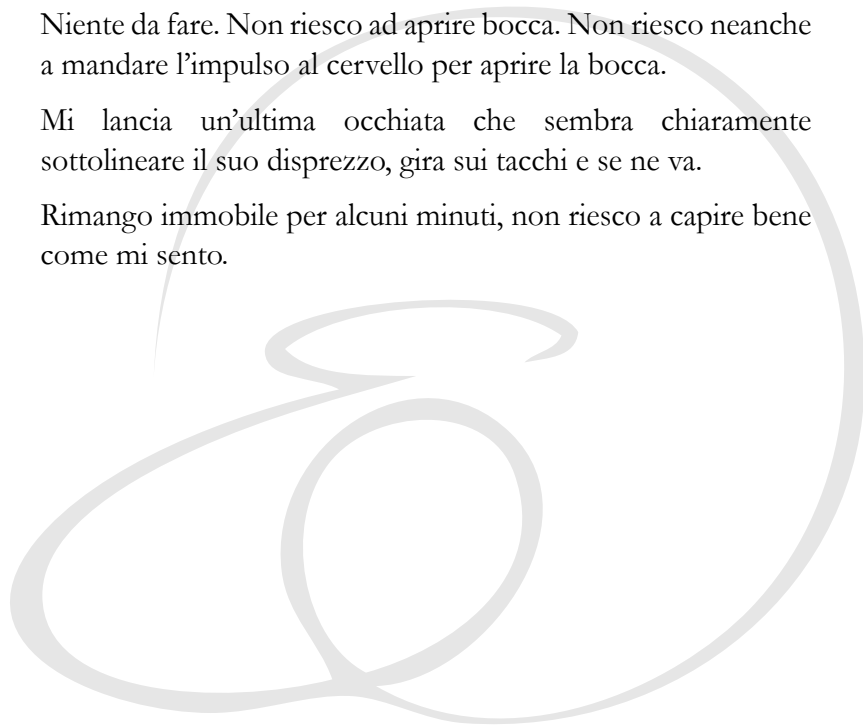 Niente da fare. Non riesco ad aprire bocca. Non riesco neanche
a mandare l’impulso al cervello per aprire la bocca.
Mi lancia un’ultima occhiata che sembra chiaramente
sottolineare il suo disprezzo, gira sui tacchi e se ne va.
Rimango immobile per alcuni minuti, non riesco a capire bene
come mi sento.